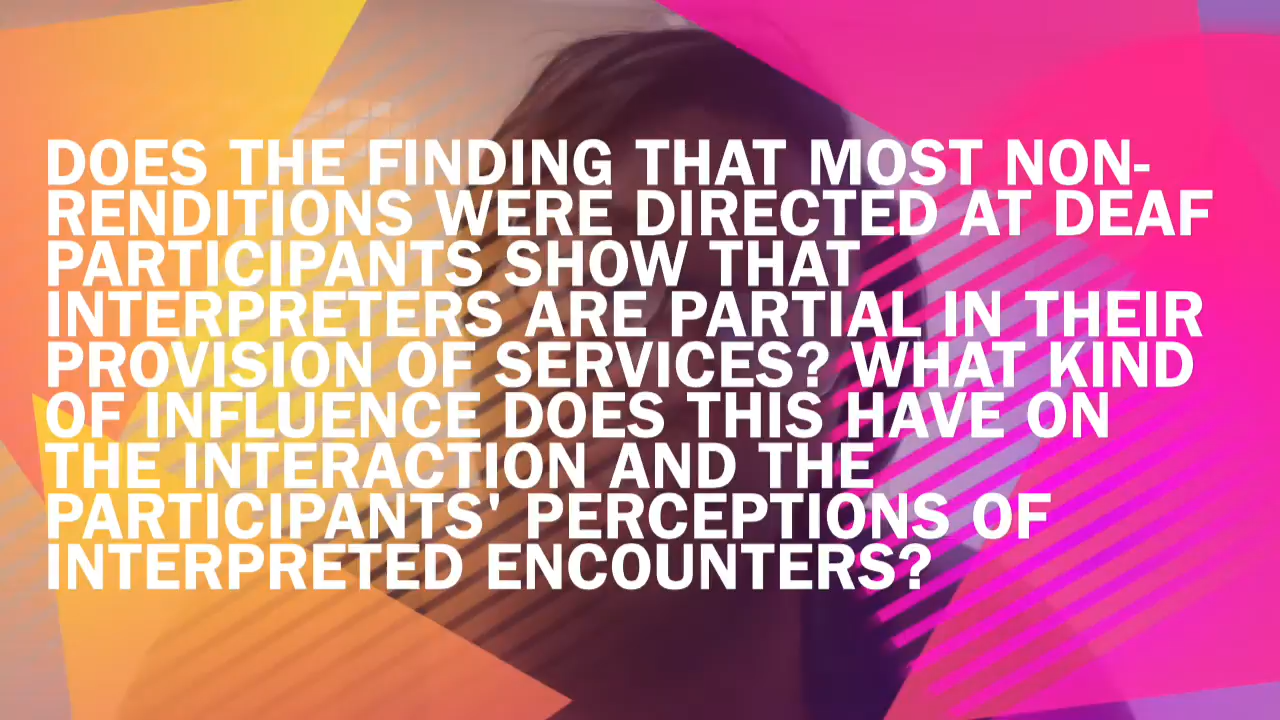 DOES THE FINDING THAT MOST NON-
RENDITIONS WERE DIRECTED AT DEAF
PARTICIPANTS SHOW THAT
INTERPRETERS ARE PARTIAL IN THEIR
PROVISION OF SERVICES? WHAT KIND
OF INFLUENCE DOES THIS HAVE ON
THE INTERACTION AND THE
PARTICIPANTS' PERCEPTIONS OF
INTERPRETED ENCOUNTERS?